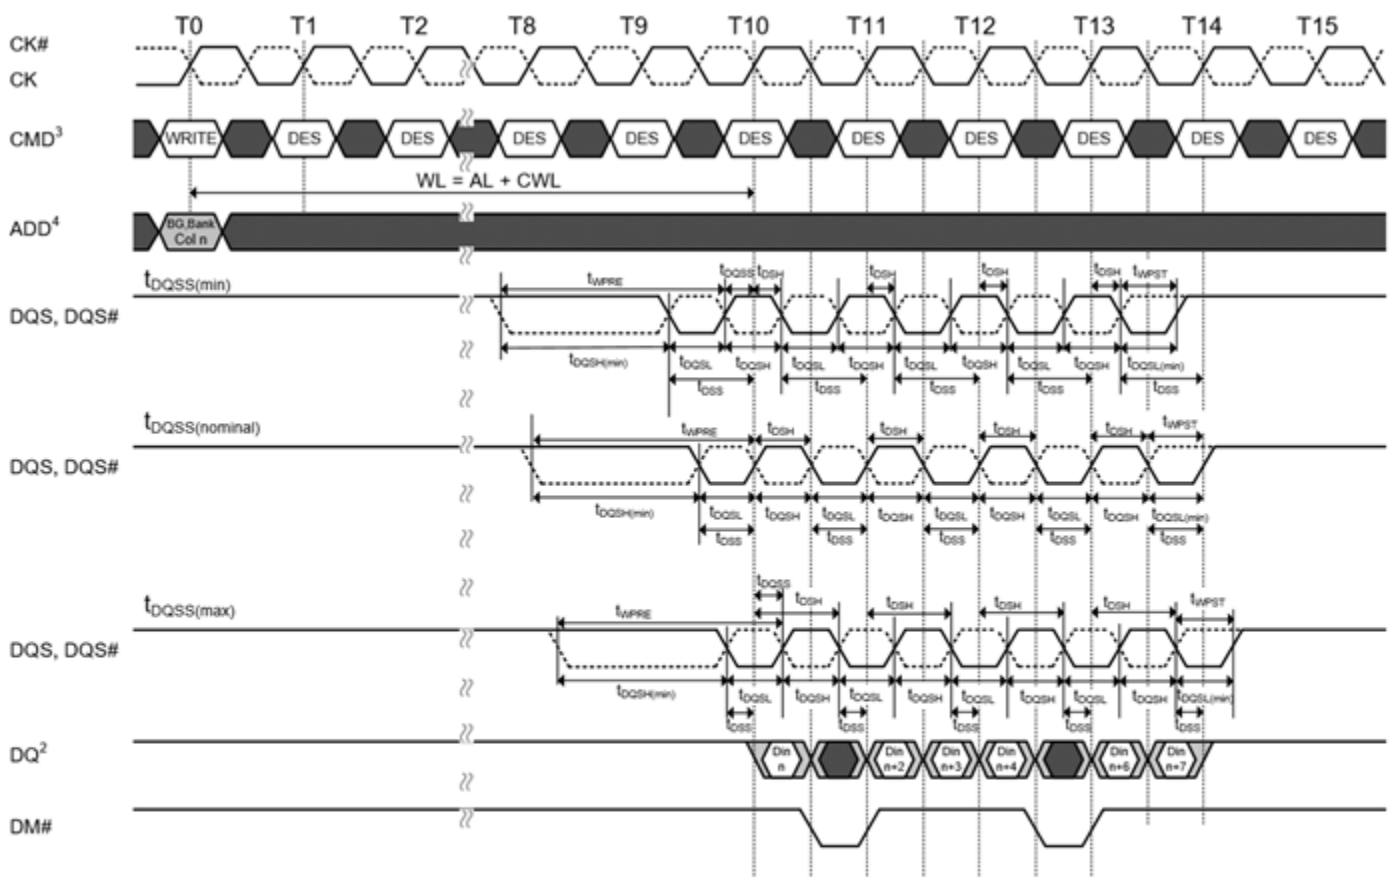 T0 T1 T2 T8 T9 T10 T11 T12 T13 T14 T15
CK#
CK
CMD3 WRITE DES DES DES DES DES DES DES DES DES DES
WL = AL + CWL
ADD4 BG,Bank
Col n
tDQSS(min) tWPRE tDQSS tDSH tDSH tDSH tDSH tWPST
DQS, DQS#
tDQSH(min) tDQSL tDQSH tDQSL tDQSH tDQSL tDQSH tDQSL tDQSH tDQSL(min)
tDSS tDSS tDSS tDSS tDSS
tDQSS(nominal) tWPRE tDSH tDSH tDSH tDSH tWPST
DQS, DQS#
tDQSH(min) tDQSL tDQSH tDQSL tDQSH tDQSL tDQSH tDQSL tDQSH tDQSL(min)
tDSS tDSS tDSS tDSS tDSS
tDQSS
tDQSS(max) tWPRE tDSH tDSH tDSH tDSH tWPST
DQS, DQS#
tDQSH(min) tDQSL tDQSH tDQSL tDQSH tDQSL tDQSH tDQSL tDQSH tDQSL(min)
tDSS tDSS tDSS tDSS tDSS
DQ2 Din Din Din Din Din Din
n n+2 n+3 n+4 n+6 n+7
DM#